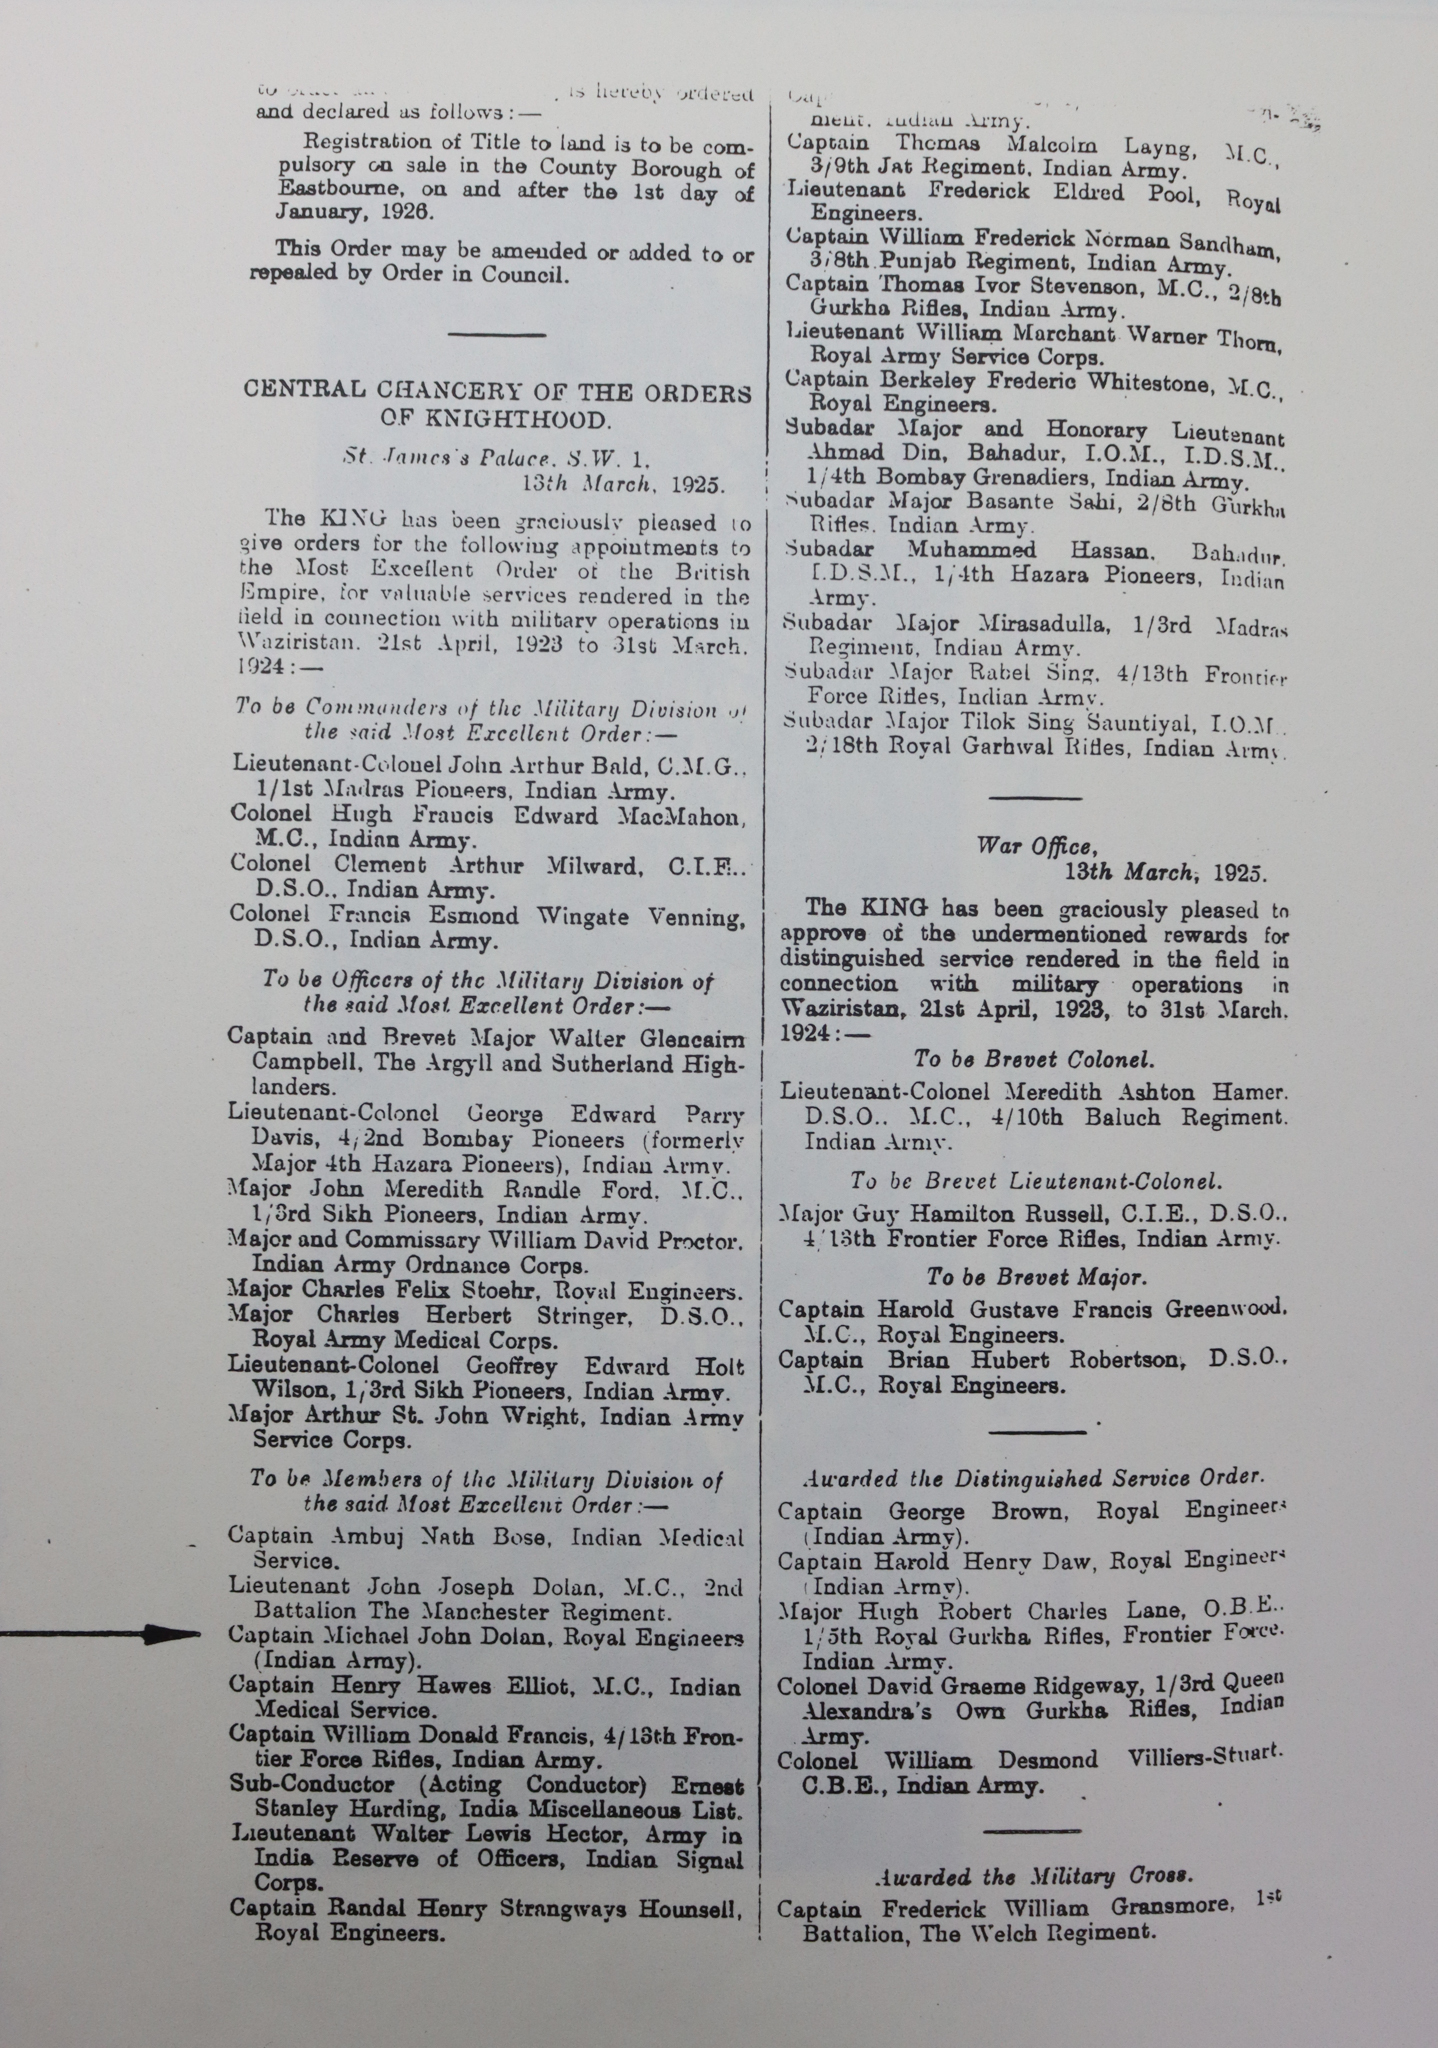 is hereby ordered
and declared as follows:—
Registration of Title to land is to be com-
pulsory on sale in the County Borough of
Eastbourne, on and after the 1st day of
January, 1926.
This Order may be amended or added to or
repealed by Order in Council.
CENTRAL CHANCERY OF THE ORDERS
OF KNIGHTHOOD.
St. James's Palace, S.W. 1,
13th March, 1925.
The KING has been graciously pleased to
give orders for the following appointments to
the Most Excellent Order of the British
Empire, for valuable services rendered in the
field in connection with military operations in
Waziristan, 21st April, 1923 to 31st March,
1924:—
To be Commanders of the Military Division of
the said Most Excellent Order:—
Lieutenant-Colonel John Arthur Bald, C.M.G.,
1/1st Madras Pioneers, Indian Army.
Colonel Hugh Francis Edward MacMahon,
M.C., Indian Army.
Colonel Clement Arthur Milward, C.I.E.,
D.S.O., Indian Army.
Colonel Francis Esmond Wingate Venning,
D.S.O., Indian Army.
To be Officers of the Military Division of
the said Most Excellent Order:—
Captain and Brevet Major Walter Glencairn
Campbell, The Argyll and Sutherland High-
landers.
Lieutenant-Colonel George Edward Parry
Davis, 4/2nd Bombay Pioneers (formerly
Major 4th Hazara Pioneers), Indian Army.
Major John Meredith Randle Ford, M.C.,
1/3rd Sikh Pioneers, Indian Army.
Major and Commissary William David Proctor,
Indian Army Ordnance Corps.
Major Charles Felix Stoehr, Royal Engineers.
Major Charles Herbert Stringer, D.S.O.,
Royal Army Medical Corps.
Lieutenant-Colonel Geoffrey Edward Holt
Wilson, 1/3rd Sikh Pioneers, Indian Army.
Major Arthur St. John Wright, Indian Army
Service Corps.
To be Members of the Military Division of
the said Most Excellent Order:—
Captain Ambuj Nath Bose, Indian Medical
Service.
Lieutenant John Joseph Dolan, M.C., 2nd
Battalion The Manchester Regiment.
Captain Michael John Dolan, Royal Engineers
(Indian Army).
Captain Henry Hawes Elliot, M.C., Indian
Medical Service.
Captain William Donald Francis, 4/13th Fron-
tier Force Rifles, Indian Army.
Sub-Conductor (Acting Conductor) Ernest
Stanley Harding, India Miscellaneous List.
Lieutenant Walter Lewis Hector, Army in
India Reserve of Officers, Indian Signal
Corps.
Captain Randal Henry Strangways Hounsell,
Royal Engineers.
ment, Indian Army.
Captain Thomas Malcolm Layng, M.C.,
3/9th Jat Regiment, Indian Army.
Lieutenant Frederick Eldred Pool, Royal
Engineers.
Captain William Frederick Norman Sandham,
3/8th Punjab Regiment, Indian Army.
Captain Thomas Ivor Stevenson, M.C., 2/8th
Gurkha Rifles, Indian Army.
Lieutenant William Marchant Warner Thorn,
Royal Army Service Corps.
Captain Berkeley Frederic Whitestone, M.C.,
Royal Engineers.
Subadar Major and Honorary Lieutenant
Ahmad Din, Bahadur, I.O.M., I.D.S.M.,
1/4th Bombay Grenadiers, Indian Army.
Subadar Major Basante Sahi, 2/8th Gurkha
Rifles, Indian Army.
Subadar Muhammed Hassan, Bahadur,
I.D.S.M., 1/4th Hazara Pioneers, Indian
Army.
Subadar Major Mirasadulla, 1/3rd Madras
Regiment, Indian Army.
Subadar Major Rabel Sing, 4/13th Frontier
Force Rifles, Indian Army.
Subadar Major Tilok Sing Sauntiyal, I.O.M.,
2/18th Royal Garhwal Rifles, Indian Army.
War Office,
13th March, 1925.
The KING has been graciously pleased to
approve of the undermentioned rewards for
distinguished service rendered in the field in
connection with military operations in
Waziristan, 21st April, 1923, to 31st March,
1924:—
To be Brevet Colonel.
Lieutenant-Colonel Meredith Ashton Hamer,
D.S.O., M.C., 4/10th Baluch Regiment,
Indian Army.
To be Brevet Lieutenant-Colonel.
Major Guy Hamilton Russell, C.I.E., D.S.O.,
4/13th Frontier Force Rifles, Indian Army.
To be Brevet Major.
Captain Harold Gustave Francis Greenwood,
M.C., Royal Engineers.
Captain Brian Hubert Robertson, D.S.O.,
M.C., Royal Engineers.
Awarded the Distinguished Service Order.
Captain George Brown, Royal Engineers
(Indian Army).
Captain Harold Henry Daw, Royal Engineers
(Indian Army).
Major Hugh Robert Charles Lane, O.B.E.,
1/5th Royal Gurkha Rifles, Frontier Force,
Indian Army.
Colonel David Graeme Ridgeway, 1/3rd Queen
Alexandra's Own Gurkha Rifles, Indian
Army.
Colonel William Desmond Villiers-Stuart,
C.B.E., Indian Army.
Awarded the Military Cross.
Captain Frederick William Gransmore, 1st
Battalion, The Welch Regiment.